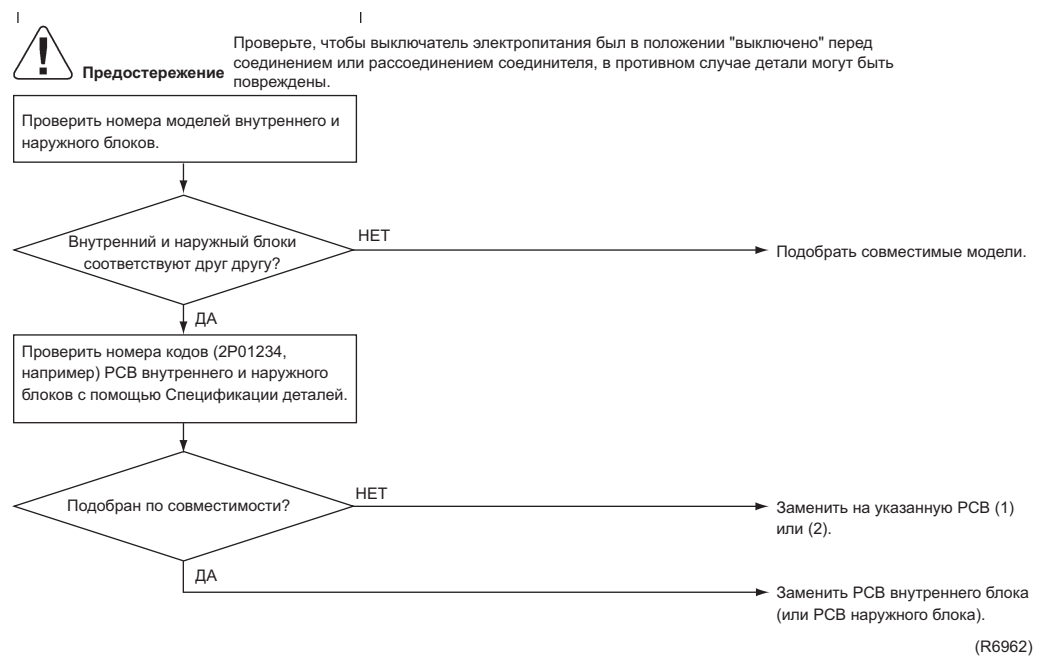 Предостережение
Проверьте, чтобы выключатель электропитания был в положении "выключено" перед
соединением или рассоединением соединителя, в противном случае детали могут быть
повреждены.
Проверить номера моделей внутреннего и
наружного блоков.
Внутренний и наружный блоки
соответствуют друг другу?
НЕТ
Подобрать совместимые модели.
ДА
Проверить номера кодов (2P01234,
например) PCB внутреннего и наружного
блоков с помощью Спецификации деталей.
Подобран по совместимости?
НЕТ
Заменить на указанную PCB (1)
или (2).
ДА
Заменить PCB внутреннего блока
(или PCB наружного блока).
(R6962)